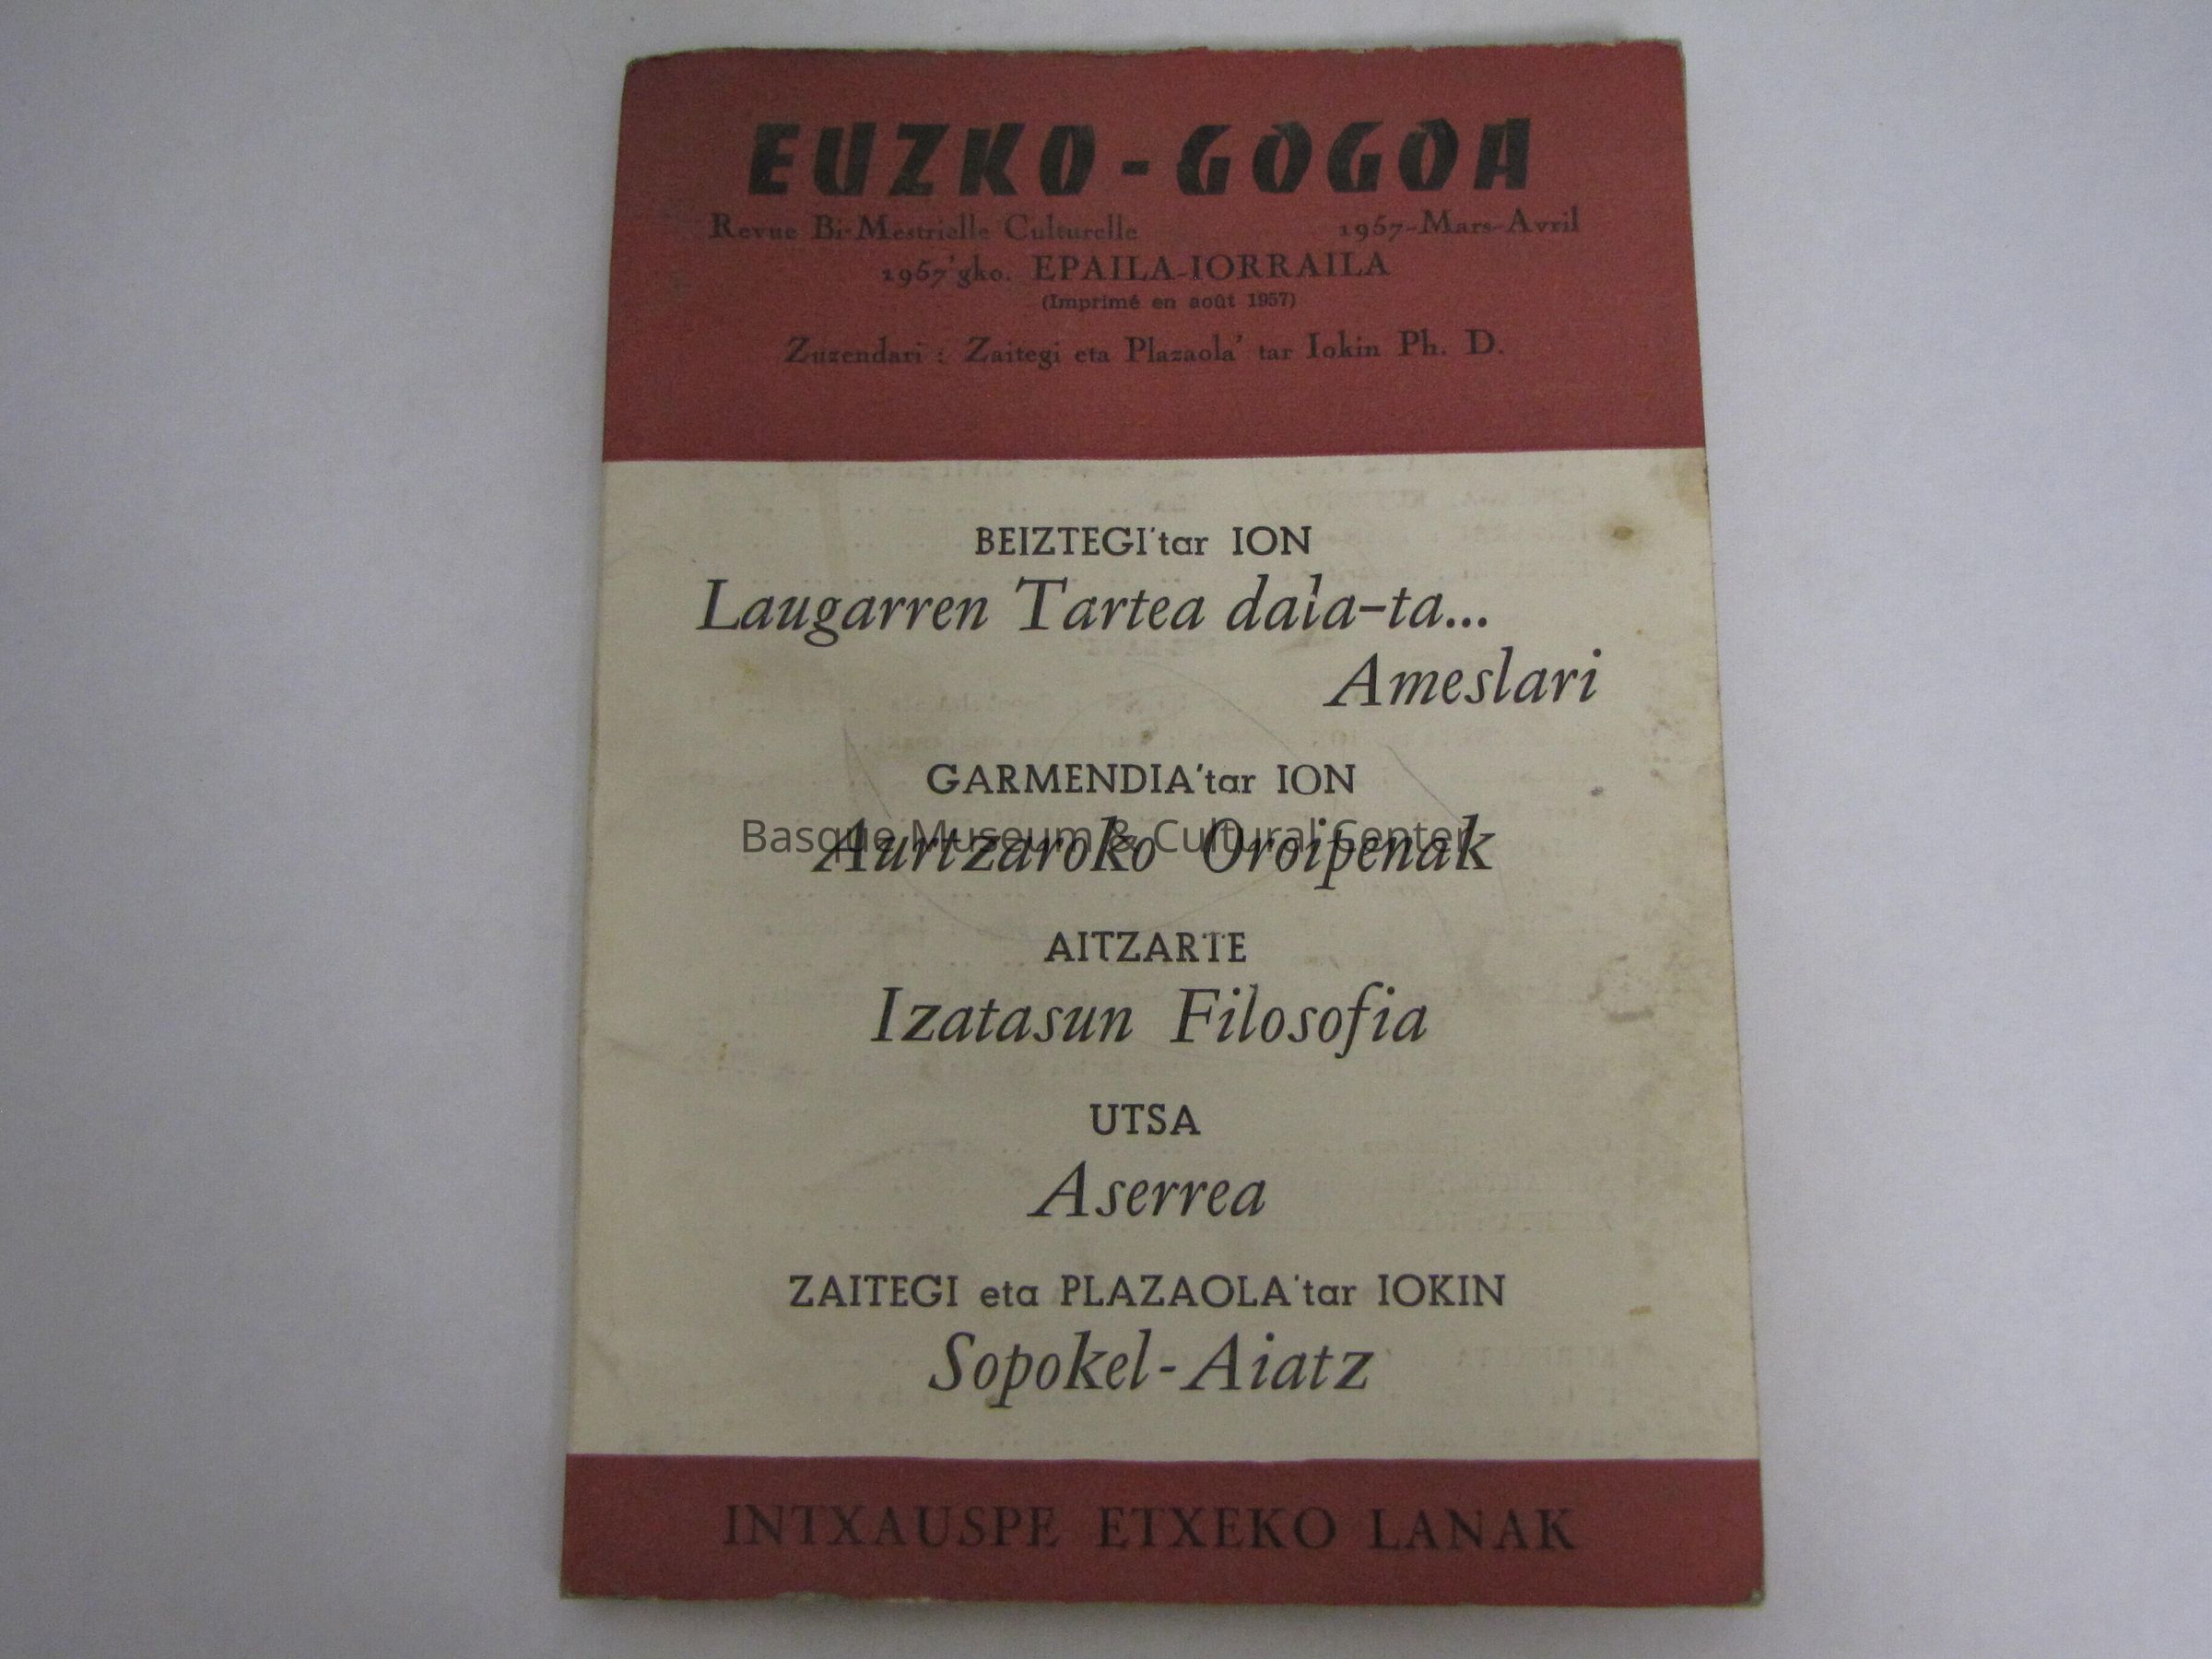 EUZKO-GOGOA
Revue Bi-Mestrielle Culturelle 1957-Mars-Avril
1957'gko. EPAILA-IORRAILA
(Imprimé en août 1957)
Zuzendari : Zaitegi eta Plazaola' tar Iokin Ph. D.
BEIZTEGI'tar ION
Laugarren Tartea dala-ta...
Ameslari
GARMENDIA'tar ION
Basque Museum & Cultural Center
Aurtzaroko Oroipenak
AITZARTE
Izatasun Filosofia
UTSA
Aserrea
ZAITEGI eta PLAZAOLA'tar IOKIN
Sopokel-Aiatz
INTXAUSPE ETXEKO LANAK